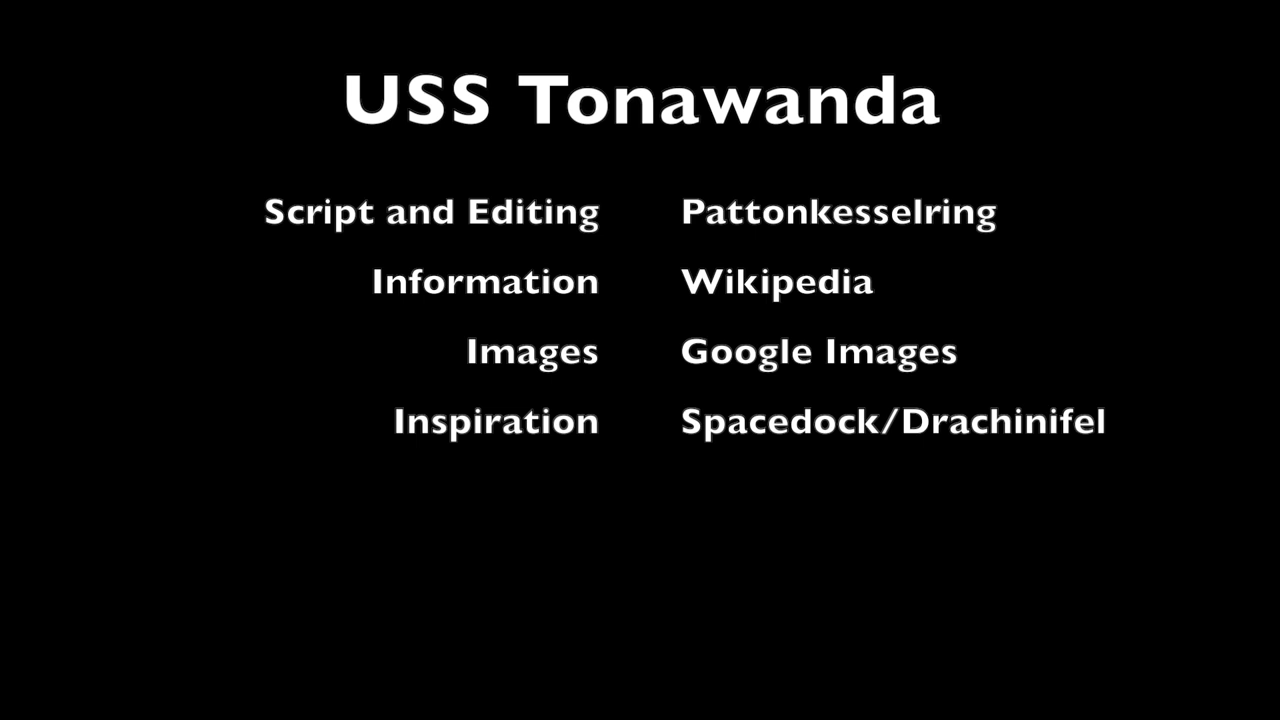 USS Tonawanda
Script and Editing Pattonkesselring
Information Wikipedia
Images Google Images
Inspiration Spacedock/Drachinifel